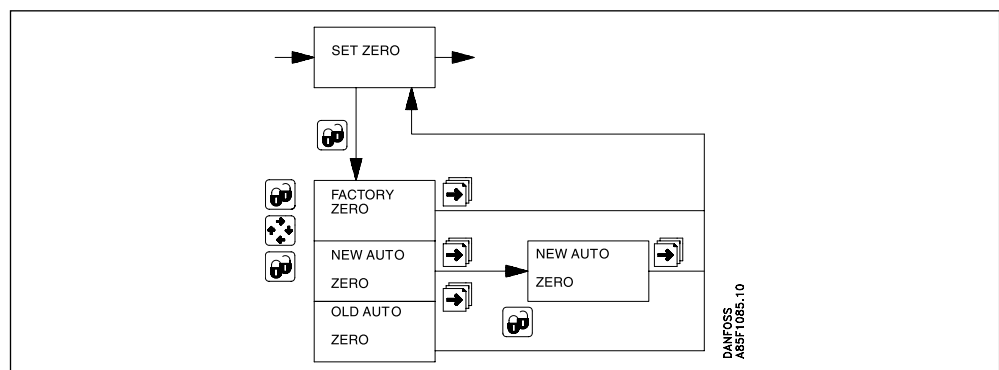 SET ZERO
FACTORY
ZERO
NEW AUTO
ZERO
OLD AUTO
ZERO
NEW AUTO
ZERO
DANFOSS
A85F1085.10